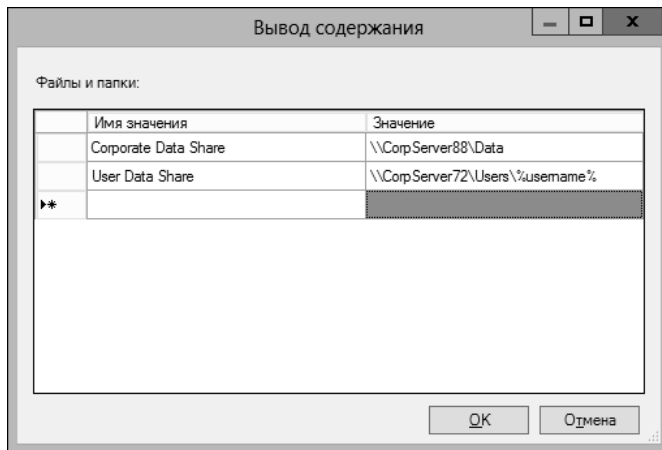 Вывод содержания
Файлы и папки:
Имя значения Значение
Corporate Data Share \\CorpServer88\Data
User Data Share \\CorpServer72\Users\%username%
OK Отмена